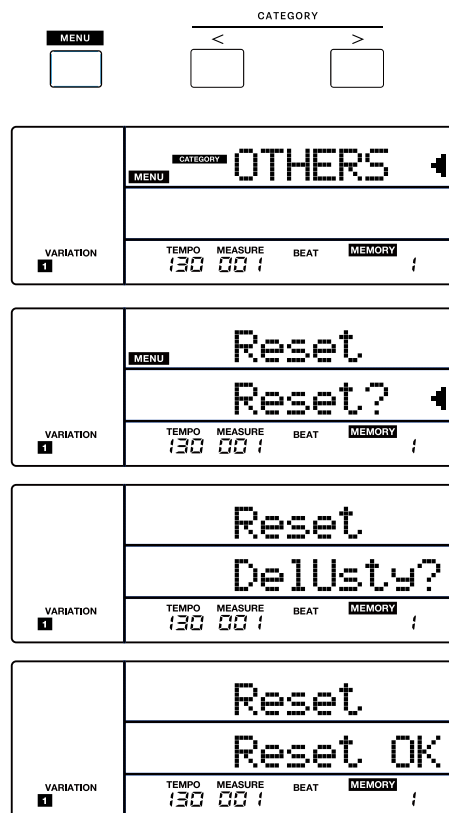 CATEGORY
MENU < >
CATEGORY OTHERS
MENU
VARIATION TEMPO MEASURE BEAT MEMORY
1 130 001 1
Reset
MENU
Reset?
VARIATION TEMPO MEASURE BEAT MEMORY
1 130 001 1
Reset
DelUsty?
VARIATION TEMPO MEASURE BEAT MEMORY
1 130 001 1
Reset
Reset OK
VARIATION TEMPO MEASURE BEAT MEMORY
1 130 001 1